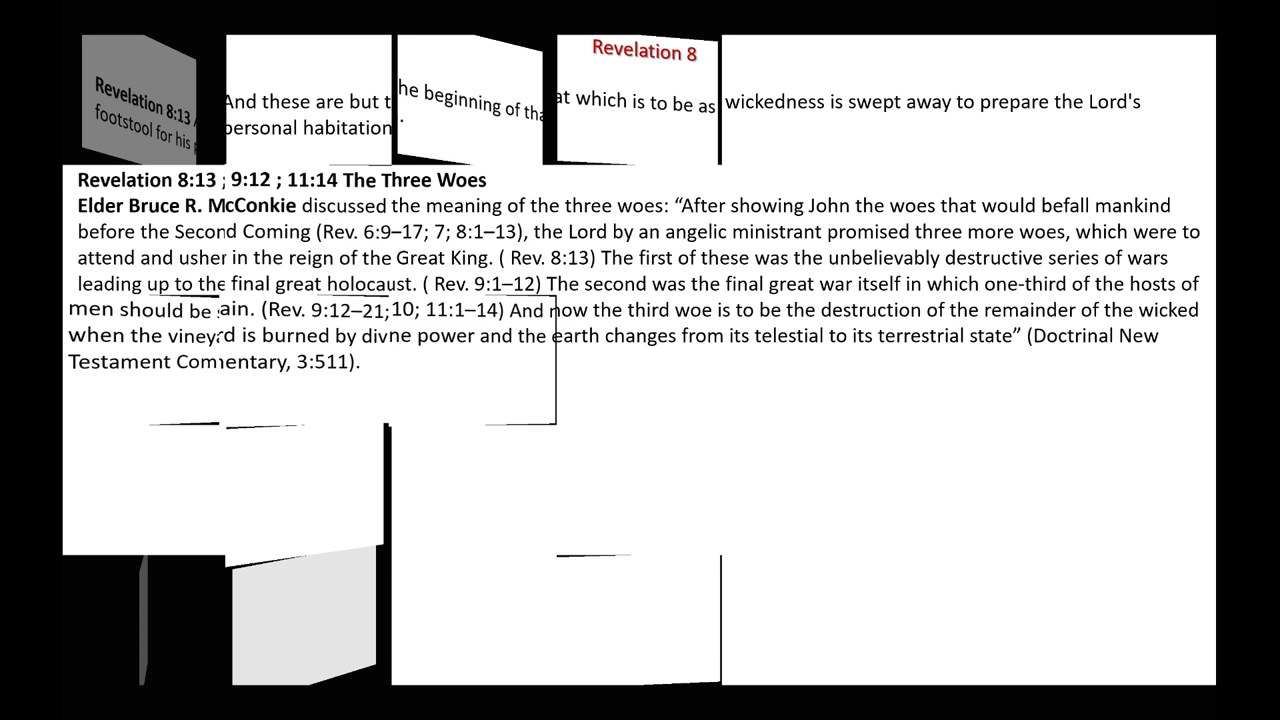 Revelation 8
Revelation 8:13 And these are but the beginning of that which is to be as wickedness is swept away to prepare the Lord's
footstool for his personal habitation.
Revelation 8:13 ; 9:12 ; 11:14 The Three Woes
Elder Bruce R. McConkie discussed the meaning of the three woes: “After showing John the woes that would befall mankind
before the Second Coming (Rev. 6:9–17; 7; 8:1–13), the Lord by an angelic ministrant promised three more woes, which were to
attend and usher in the reign of the Great King. ( Rev. 8:13) The first of these was the unbelievably destructive series of wars
leading up to the final great holocaust. ( Rev. 9:1–12) The second was the final great war itself in which one-third of the hosts of
men should be slain. (Rev. 9:12–21; 10; 11:1–14) And now the third woe is to be the destruction of the remainder of the wicked
when the vineyard is burned by divine power and the earth changes from its telestial to its terrestrial state” (Doctrinal New
Testament Commentary, 3:511).